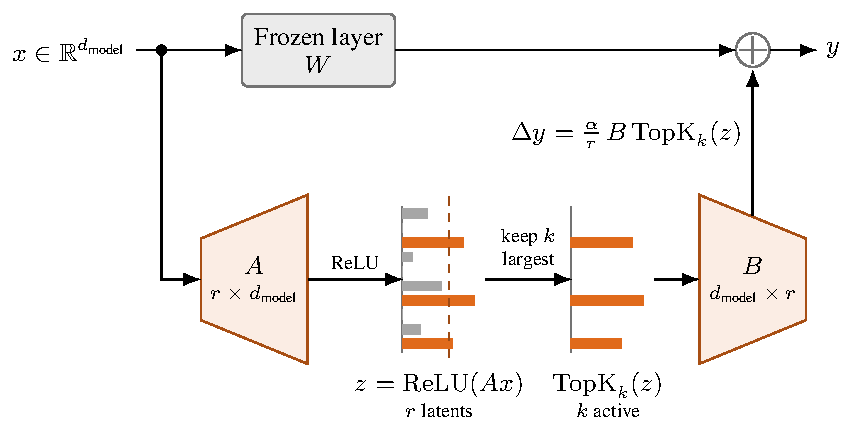 x ∈ ℝ^{d_model}
Frozen layer
W
y
Δy = α/r B TopK_k(z)
A
r × d_model
ReLU
keep k
largest
B
d_model × r
z = ReLU(Ax)
r latents
TopK_k(z)
k active